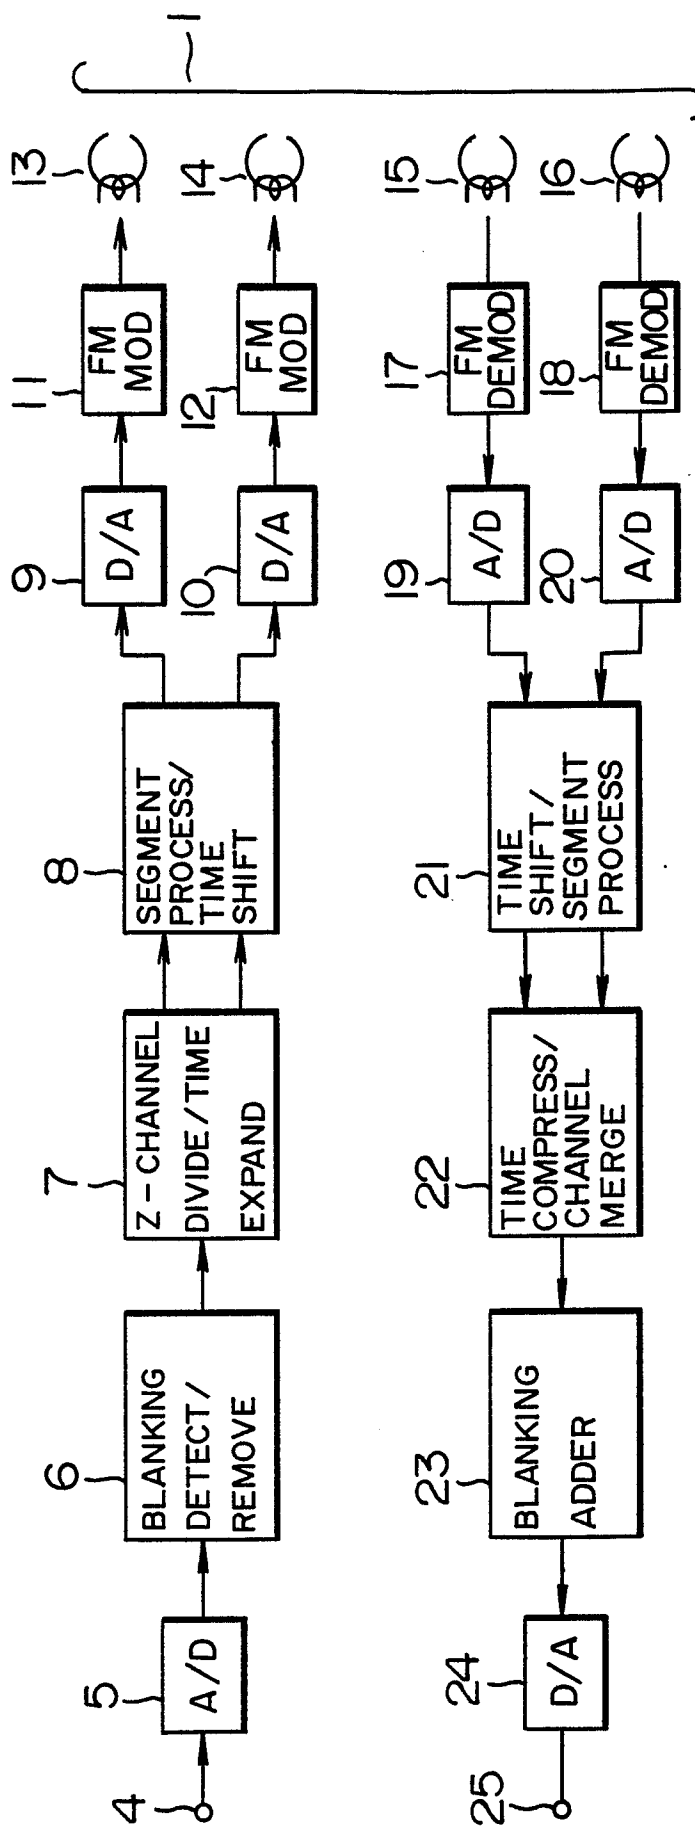 4
5
A/D
6
BLANKING
DETECT/
REMOVE
7
Z-CHANNEL
DIVIDE/TIME
EXPAND
8
SEGMENT
PROCESS/
TIME
SHIFT
9
D/A
10
D/A
11
FM
MOD
12
FM
MOD
13
14
1
15
16
17
FM
DEMOD
18
FM
DEMOD
19
A/D
20
A/D
21
TIME
SHIFT/
SEGMENT
PROCESS
22
TIME
COMPRESS/
CHANNEL
MERGE
23
BLANKING
ADDER
24
D/A
25